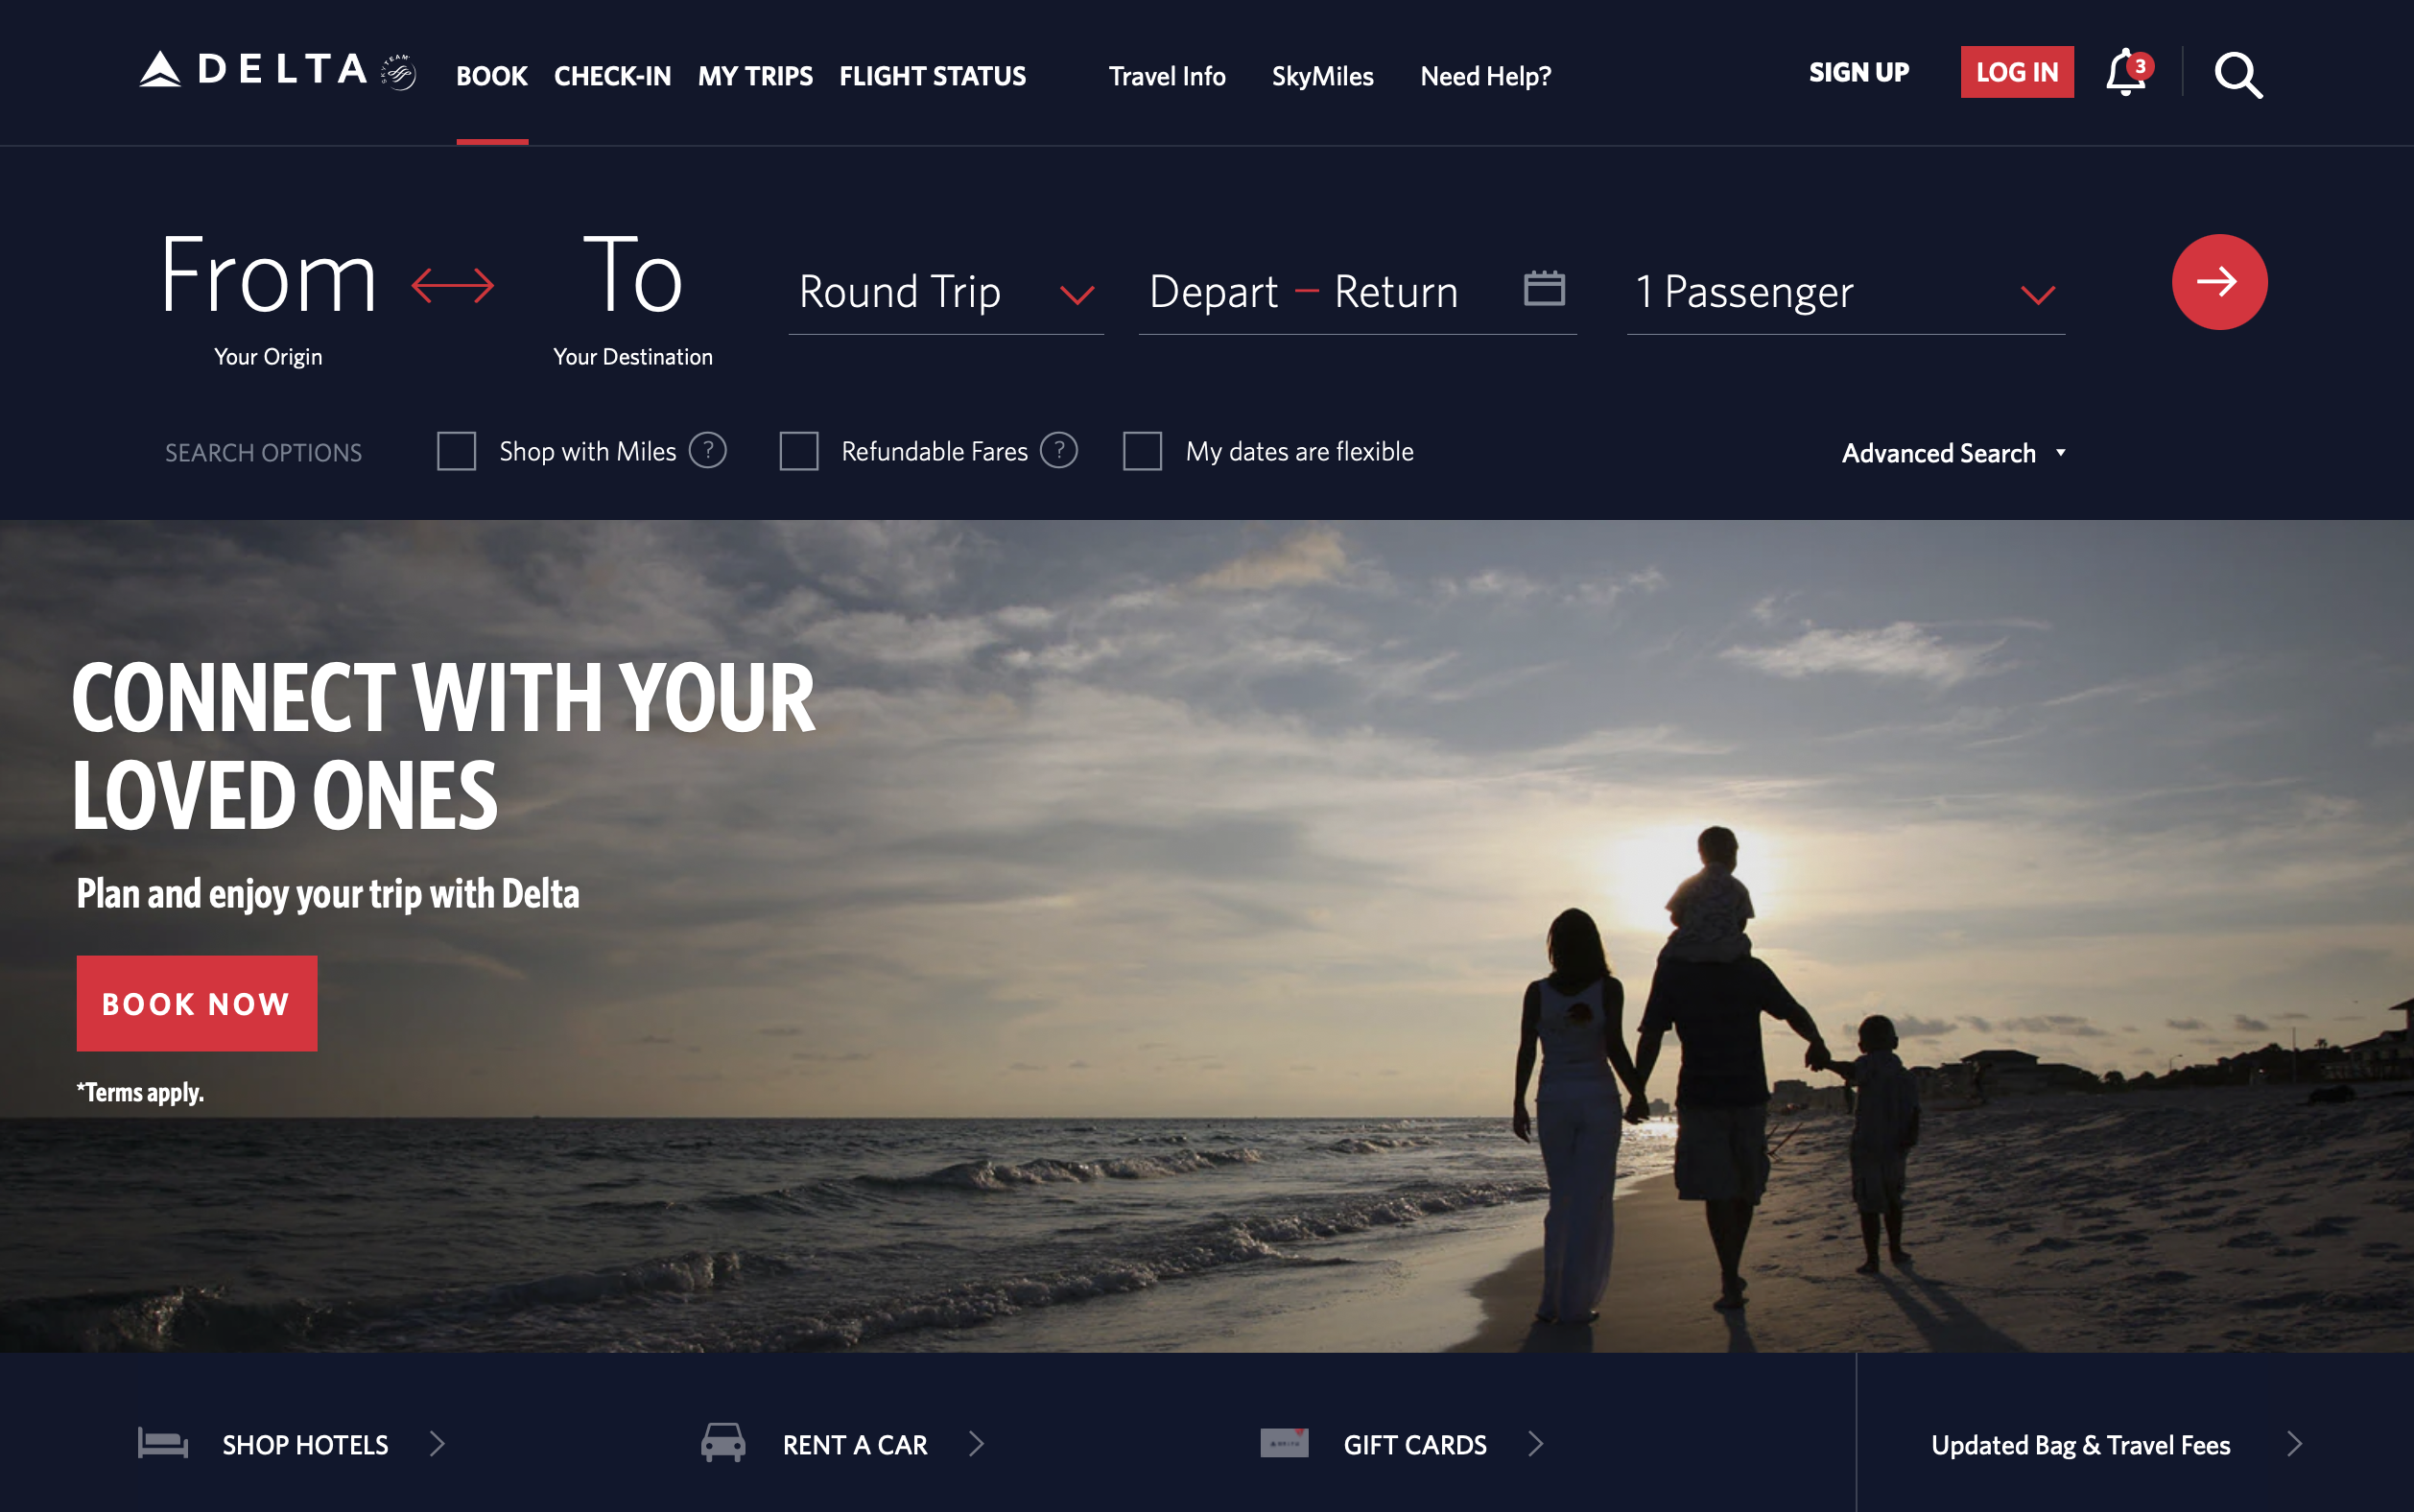 DELTA SKYTEAM BOOK CHECK-IN MY TRIPS FLIGHT STATUS Travel Info SkyMiles Need Help? SIGN UP LOG IN 3
From To Round Trip Depart – Return 1 Passenger
Your Origin Your Destination
SEARCH OPTIONS Shop with Miles ? Refundable Fares ? My dates are flexible Advanced Search
CONNECT WITH YOUR
LOVED ONES
Plan and enjoy your trip with Delta
BOOK NOW
*Terms apply.
SHOP HOTELS RENT A CAR GIFT CARDS Updated Bag & Travel Fees